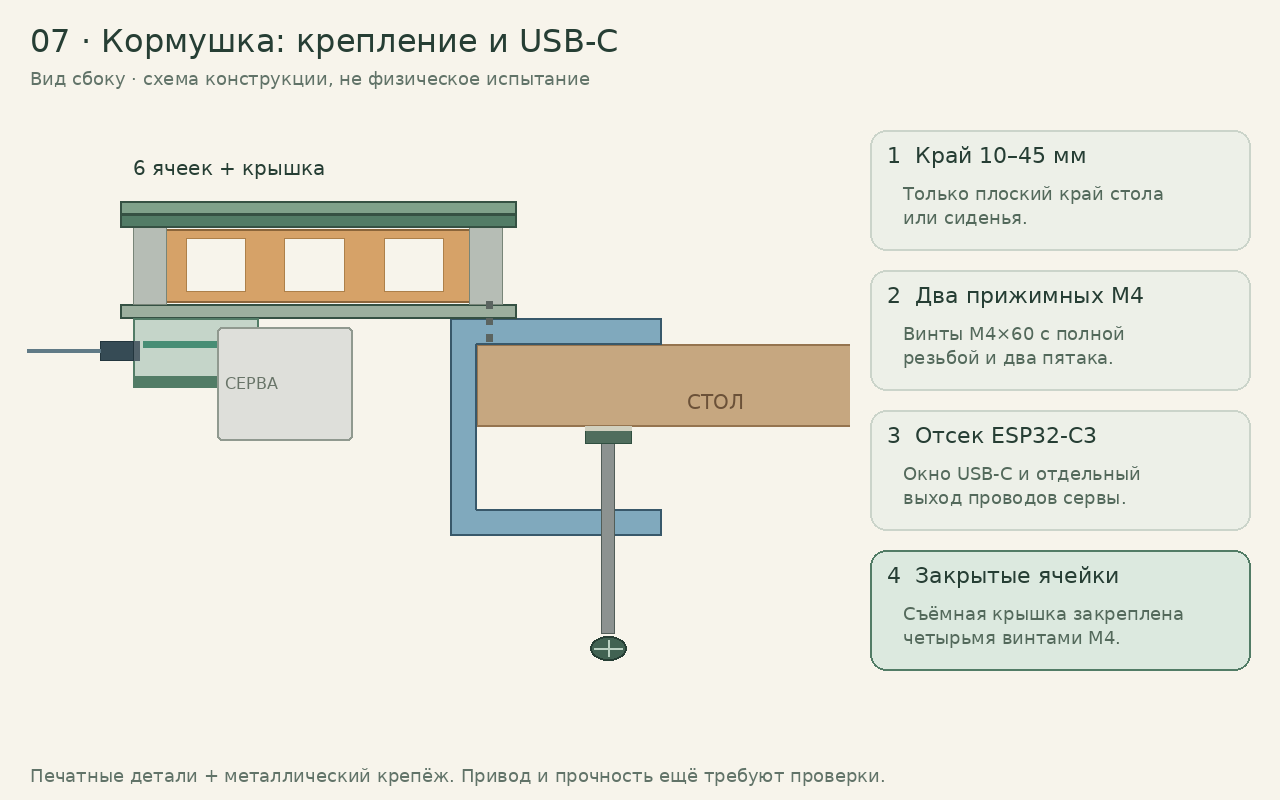 07 · Кормушка: крепление и USB-C
Вид сбоку · схема конструкции, не физическое испытание
6 ячеек + крышка
СЕРВА
СТОЛ
1 Край 10–45 мм
Только плоский край стола
или сиденья.
2 Два прижимных M4
Винты M4×60 с полной
резьбой и два пятака.
3 Отсек ESP32-C3
Окно USB-C и отдельный
выход проводов сервы.
4 Закрытые ячейки
Съёмная крышка закреплена
четырьмя винтами M4.
Печатные детали + металлический крепёж. Привод и прочность ещё требуют проверки.